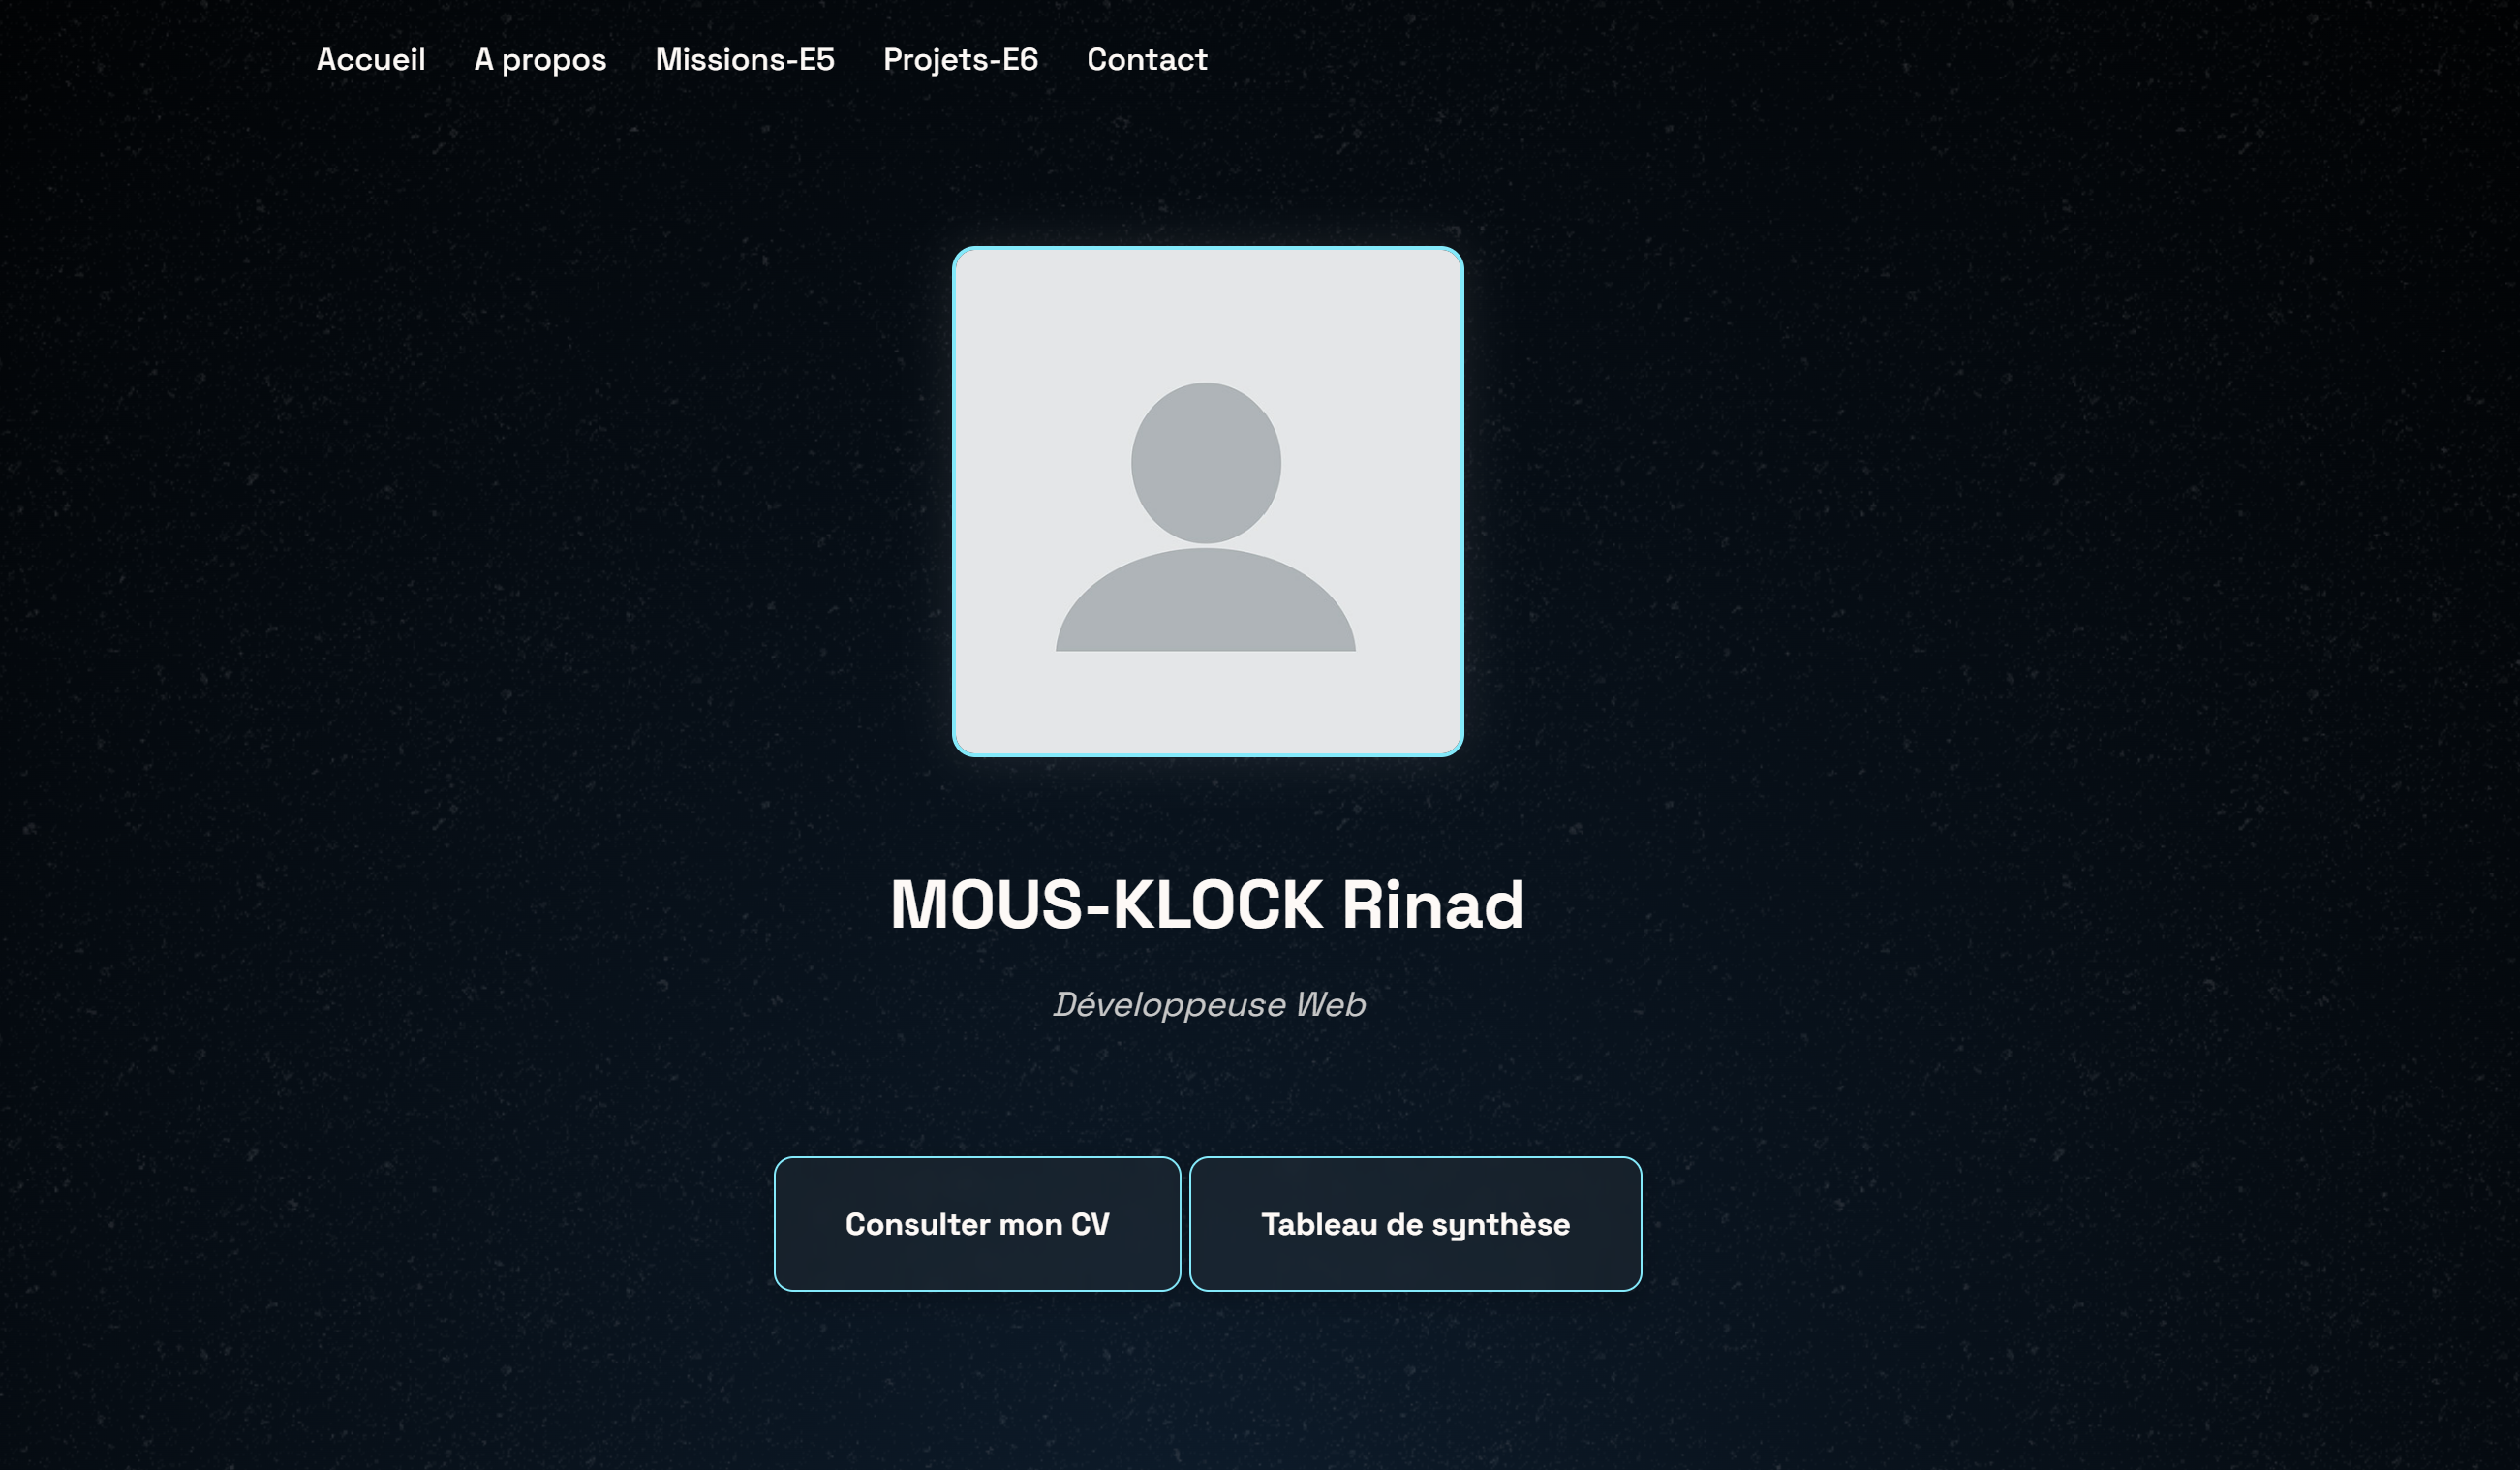 Accueil A propos Missions-E5 Projets-E6 Contact
MOUS-KLOCK Rinad
Développeuse Web
Consulter mon CV Tableau de synthèse